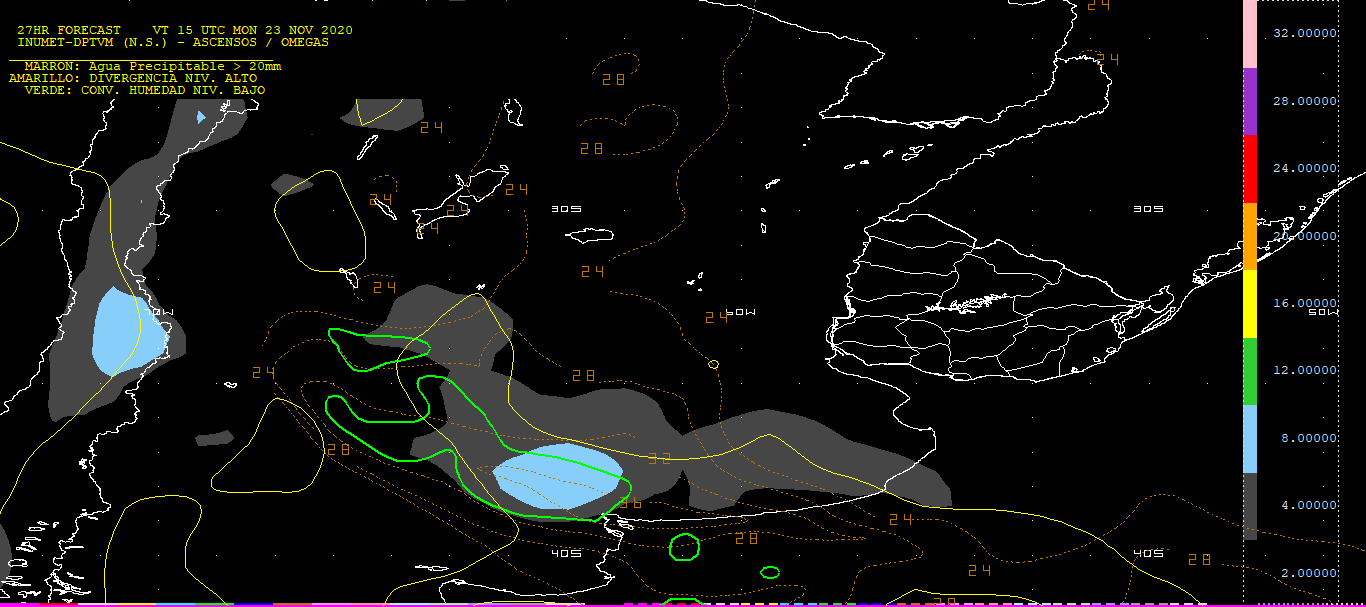 27HR FORECAST VT 15 UTC MON 23 NOV 2020
INUMET-DPTVM (N.S.) - ASCENSOS / OMEGAS
MARRON: Agua Precipitable > 20mm
AMARILLO: DIVERGENCIA NIV. ALTO
VERDE: CONV. HUMEDAD NIV. BAJO
24
32.00000
24
28
28.00000
24
28
24.00000
24
24
24
30S
30S
24
20.00000
24
24
16.00000
70W
24
60W
50W
12.00000
24
28
8.00000
28
32
36
4.00000
24
28
40S
40S
28
24
2.00000
28